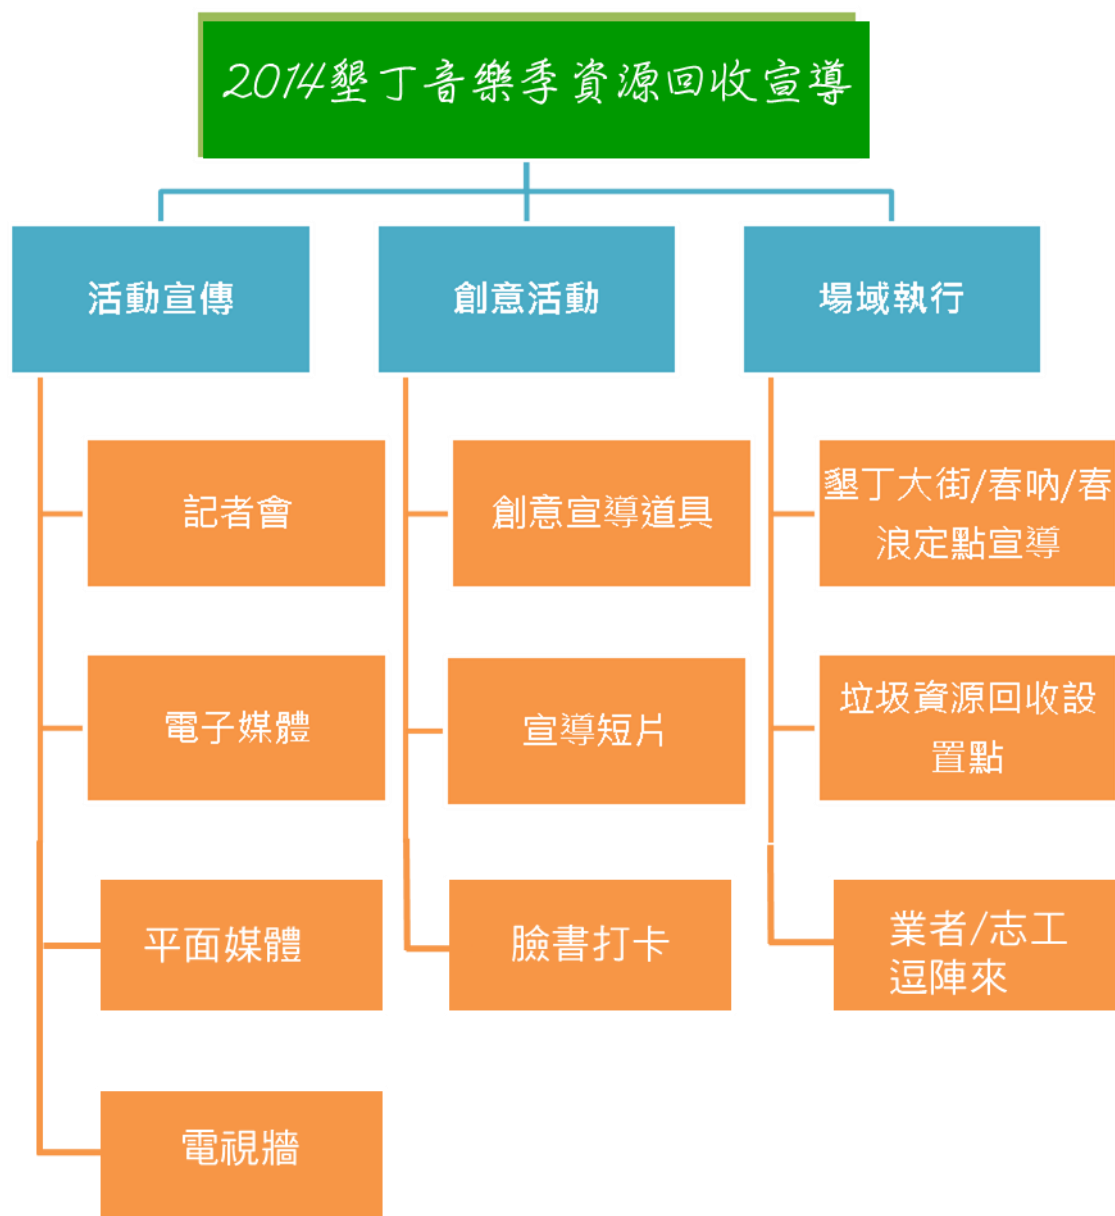 2014墾丁音樂季資源回收宣導
活動宣傳
創意活動
場域執行
記者會
創意宣導道具
墾丁大街/春吶/春
浪定點宣導
電子媒體
宣導短片
垃圾資源回收設
置點
平面媒體
臉書打卡
業者/志工
逗陣來
電視牆